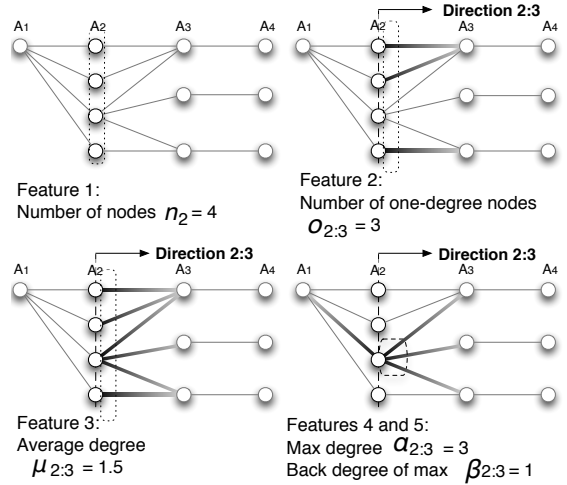 A1 A2 A3 A4
Feature 1:
Number of nodes n2 = 4
Direction 2:3
A1 A2 A3 A4
Feature 2:
Number of one-degree nodes
o2:3 = 3
Direction 2:3
A1 A2 A3 A4
Feature 3:
Average degree
μ2:3 = 1.5
Direction 2:3
A1 A2 A3 A4
Features 4 and 5:
Max degree α2:3 = 3
Back degree of max β2:3 = 1